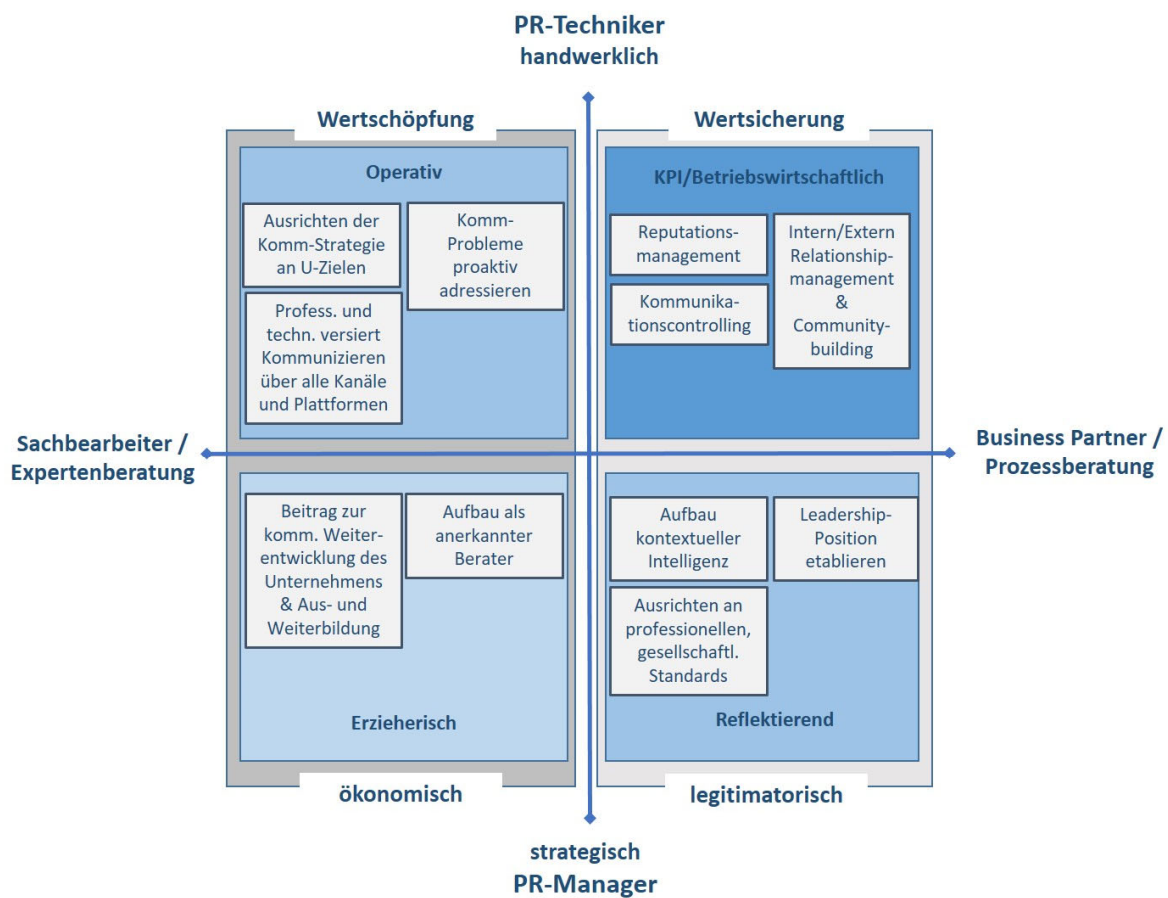 PR-Techniker
handwerklich
Wertschöpfung
Wertsicherung
Operativ
Ausrichten der
Komm-Strategie
an U-Zielen
Komm-
Probleme
proaktiv
adressieren
Profess. und
techn. versiert
Kommunizieren
über alle Kanäle
und Plattformen
KPI/Betriebswirtschaftlich
Reputations-
management
Kommunika-
tionscontrolling
Intern/Extern
Relationship-
management
&
Community-
building
Sachbearbeiter /
Expertenberatung
Business Partner /
Prozessberatung
Beitrag zur
komm. Weiter-
entwicklung des
Unternehmens
& Aus- und
Weiterbildung
Aufbau als
anerkannter
Berater
Erzieherisch
Aufbau
kontextueller
Intelligenz
Leadership-
Position
etablieren
Ausrichten an
professionellen,
gesellschaftl.
Standards
Reflektierend
ökonomisch
legitimatorisch
strategisch
PR-Manager